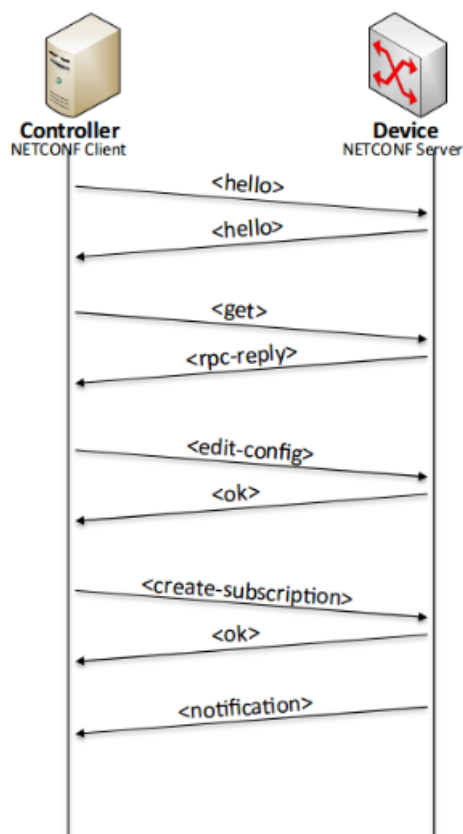 Controller
NETCONF Client
Device
NETCONF Server
<hello>
<hello>
<get>
<rpc-reply>
<edit-config>
<ok>
<create-subscription>
<ok>
<notification>